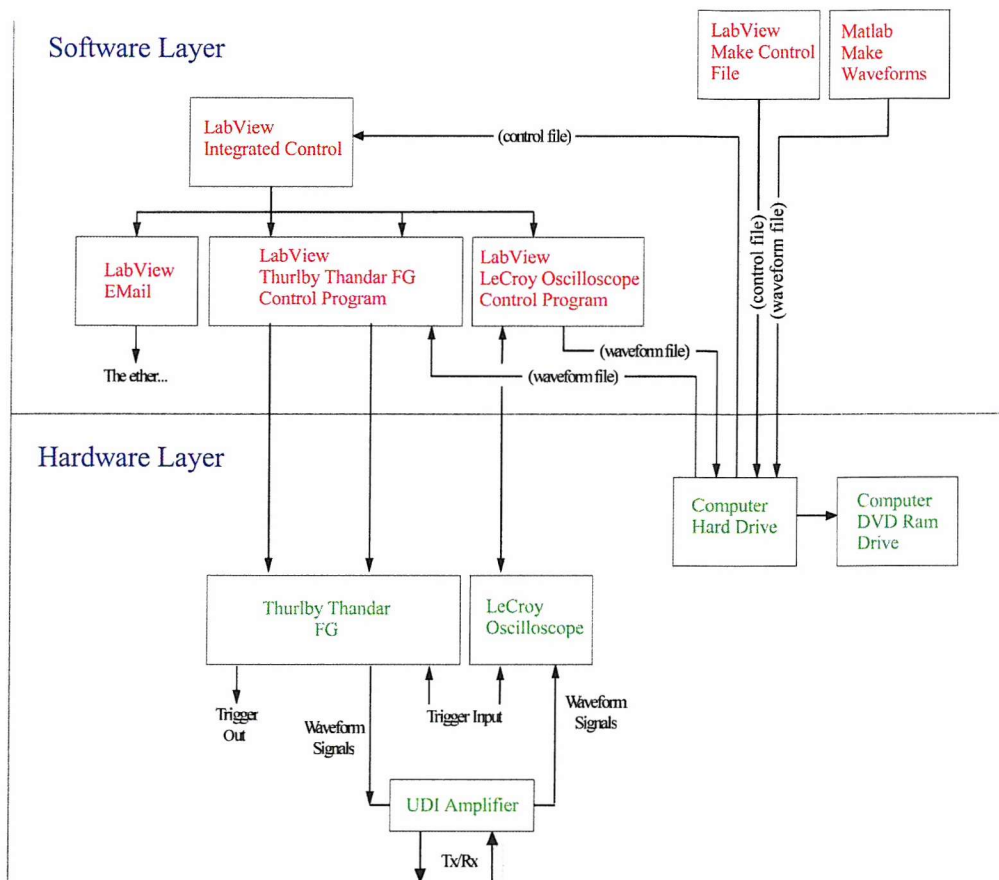 Software Layer
LabView
Make Control
File
Matlab
Make
Waveforms
LabView
Integrated Control
(control file)
LabView
EMail
LabView
Thurlby Thandar FG
Control Program
LabView
LeCroy Oscilloscope
Control Program
(control file)
(waveform file)
(waveform file)
(waveform file)
The ether...
Hardware Layer
Computer
Hard Drive
Computer
DVD Ram
Drive
Thurlby Thandar
FG
LeCroy
Oscilloscope
Trigger
Out
Waveform
Signals
Trigger Input
Waveform
Signals
UDI Amplifier
Tx/Rx